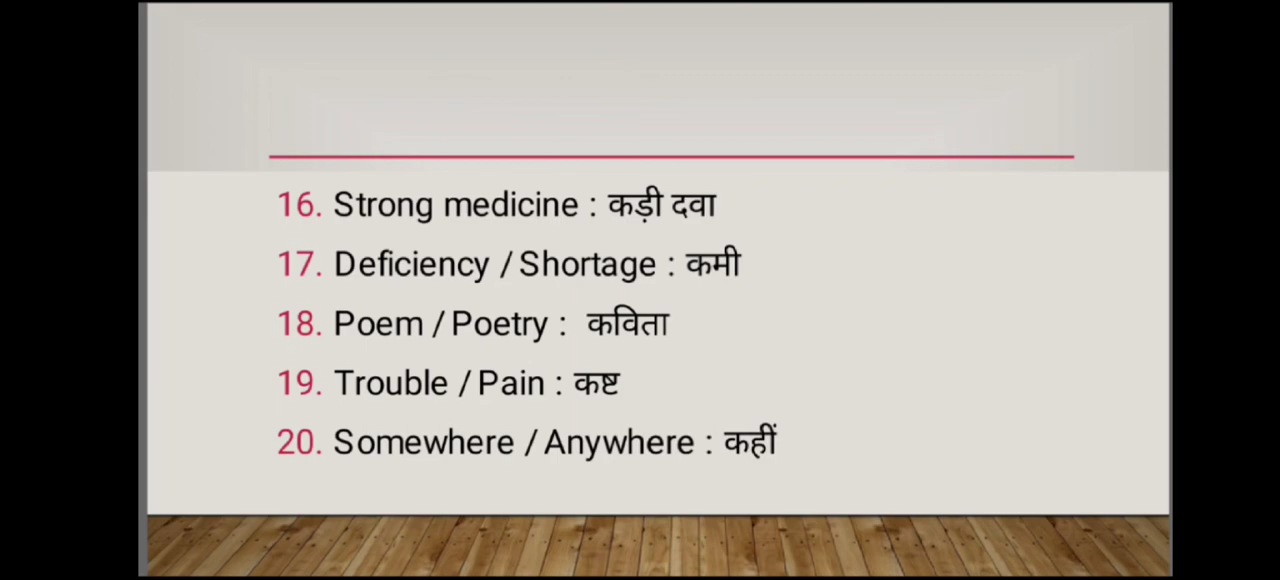 16. Strong medicine : कड़ी दवा
17. Deficiency / Shortage : कमी
18. Poem / Poetry : कविता
19. Trouble / Pain : कष्ट
20. Somewhere / Anywhere : कहीं